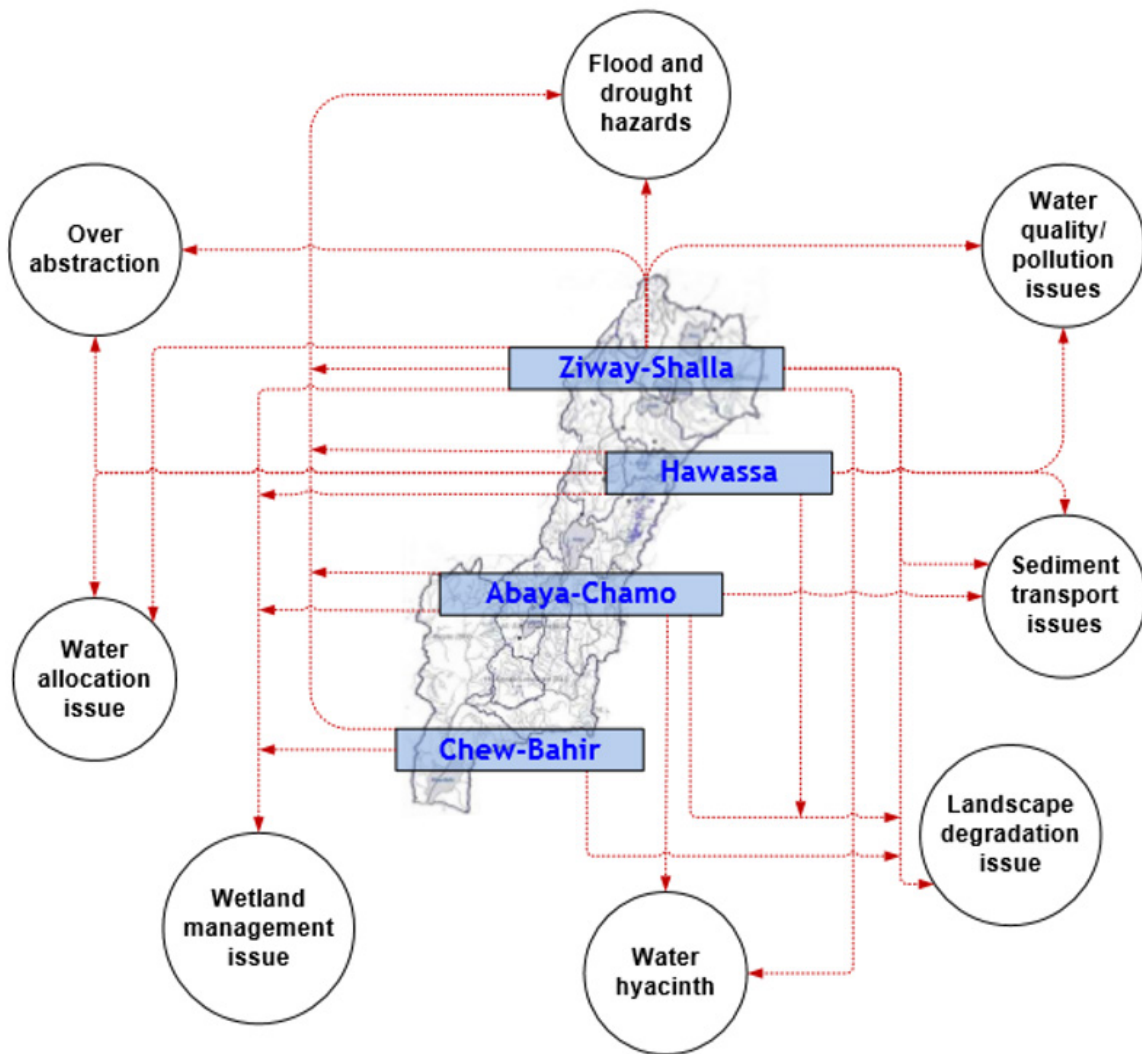 Flood and
drought
hazards
Over
abstraction
Water
quality/
pollution
issues
Ziway-Shalla
Hawassa
Sediment
transport
issues
Abaya-Chamo
Water
allocation
issue
Chew-Bahir
Landscape
degradation
issue
Wetland
management
issue
Water
hyacinth